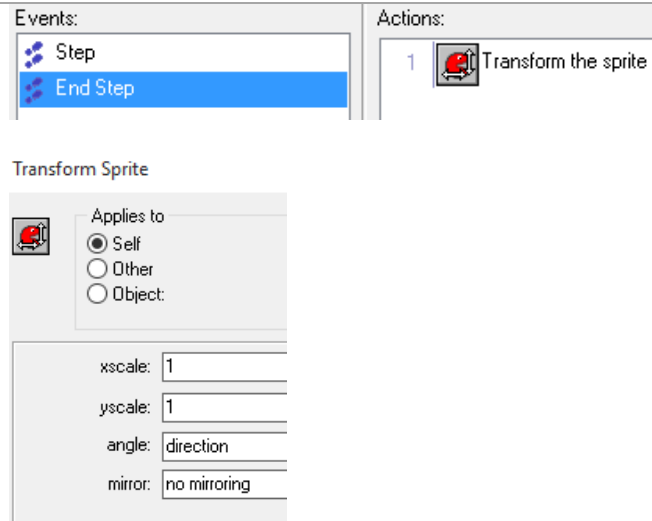 Events:
Step
End Step
Actions:
1 Transform the sprite
Transform Sprite
Applies to
Self
Other
Object:
xscale: 1
yscale: 1
angle: direction
mirror: no mirroring